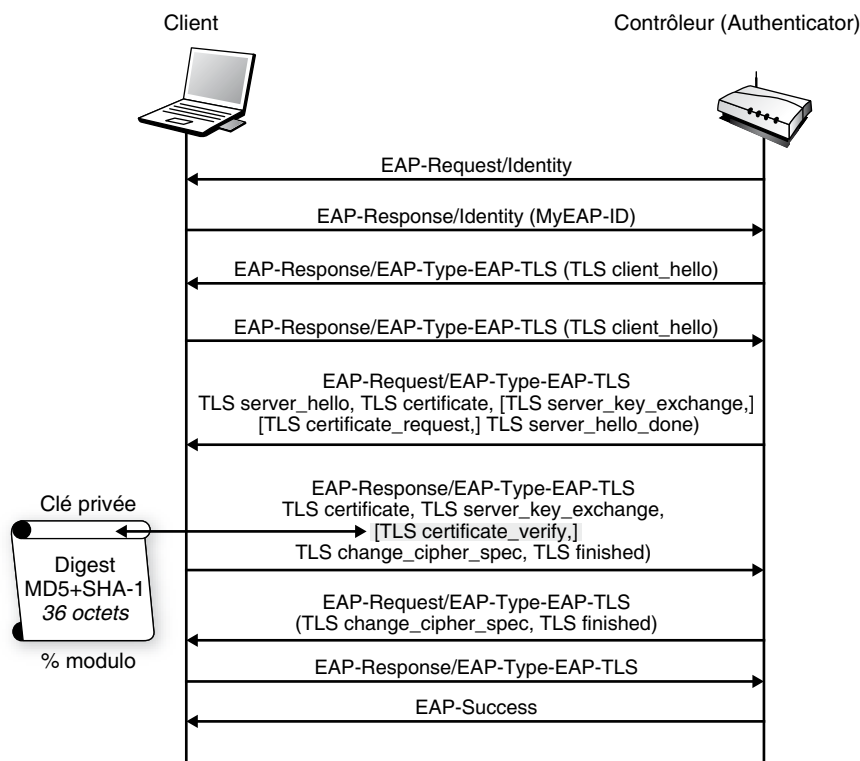 Client
Contrôleur (Authenticator)
EAP-Request/Identity
EAP-Response/Identity (MyEAP-ID)
EAP-Response/EAP-Type-EAP-TLS (TLS client_hello)
EAP-Response/EAP-Type-EAP-TLS (TLS client_hello)
EAP-Request/EAP-Type-EAP-TLS
TLS server_hello, TLS certificate, [TLS server_key_exchange,]
[TLS certificate_request,] TLS server_hello_done)
EAP-Response/EAP-Type-EAP-TLS
TLS certificate, TLS server_key_exchange,
[TLS certificate_verify,]
TLS change_cipher_spec, TLS finished)
Clé privée
Digest
MD5+SHA-1
36 octets
% modulo
EAP-Request/EAP-Type-EAP-TLS
(TLS change_cipher_spec, TLS finished)
EAP-Response/EAP-Type-EAP-TLS
EAP-Success